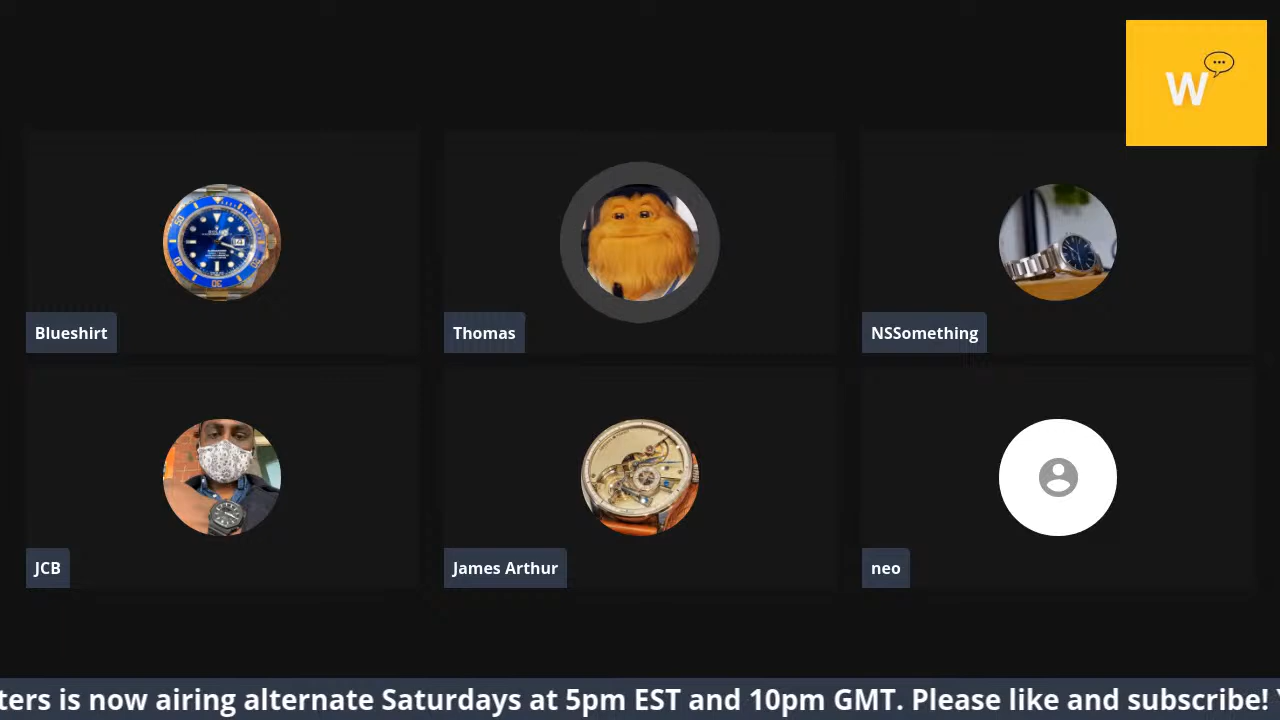 W
Blueshirt
Thomas
NSSomething
JCB
James Arthur
neo
ters is now airing alternate Saturdays at 5pm EST and 10pm GMT. Please like and subscribe!